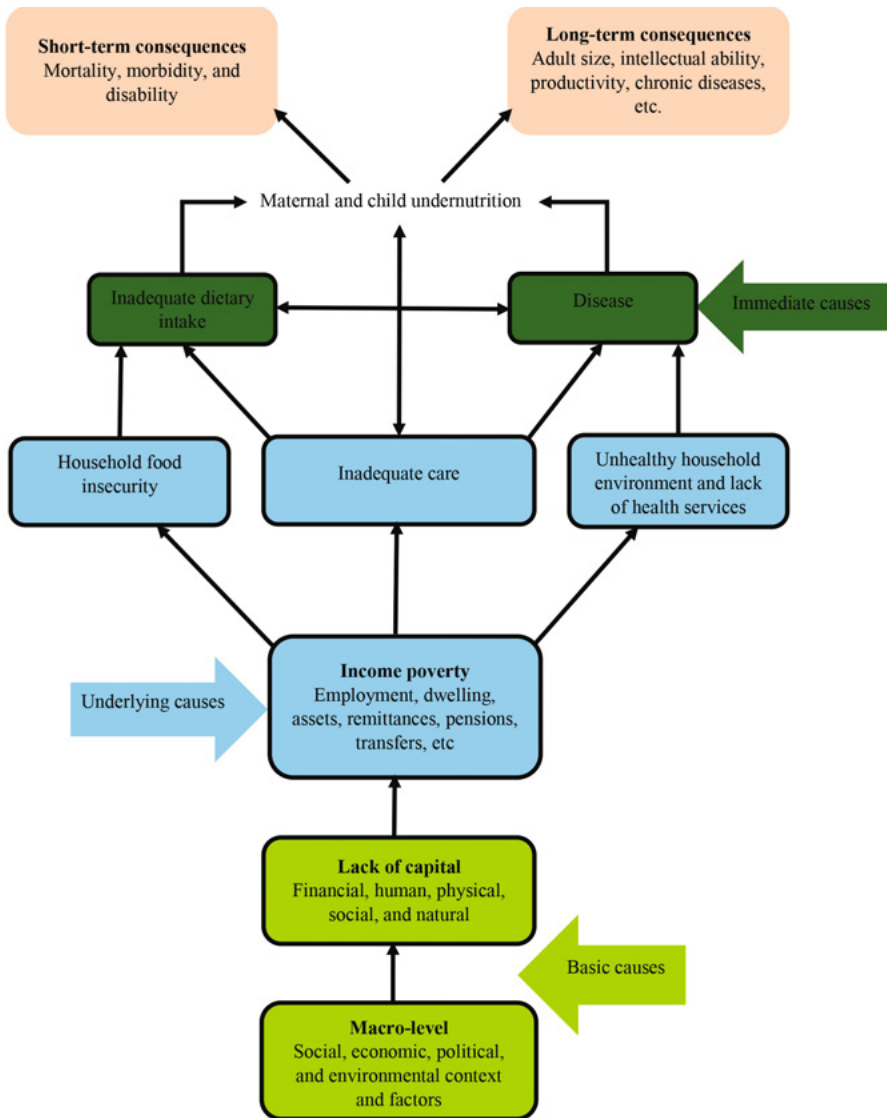 Short-term consequences
Mortality, morbidity, and
disability
Long-term consequences
Adult size, intellectual ability,
productivity, chronic diseases,
etc.
Maternal and child undernutrition
Inadequate dietary
intake
Disease
Immediate causes
Household food
insecurity
Inadequate care
Unhealthy household
environment and lack
of health services
Underlying causes
Income poverty
Employment, dwelling,
assets, remittances, pensions,
transfers, etc
Lack of capital
Financial, human, physical,
social, and natural
Basic causes
Macro-level
Social, economic, political,
and environmental context
and factors